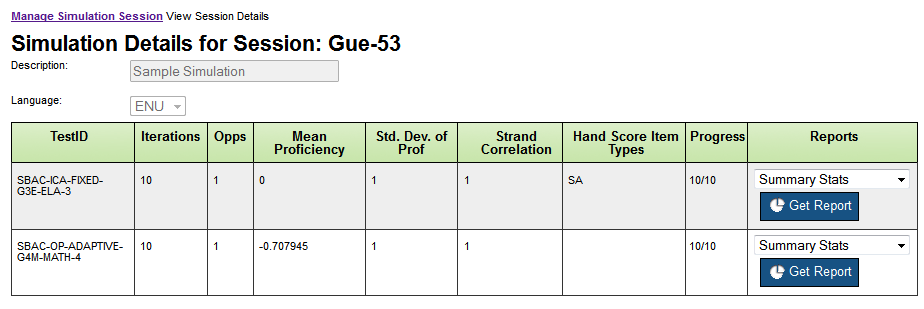 Manage Simulation Session View Session Details
Simulation Details for Session: Gue-53
Description: Sample Simulation
Language: ENU
TestID Iterations Opps Mean Proficiency Std. Dev. of Prof Strand Correlation Hand Score Item Types Progress Reports
SBAC-ICA-FIXED-G3E-ELA-3 10 1 0 1 1 SA 10/10 Summary Stats
Get Report
SBAC-OP-ADAPTIVE-G4M-MATH-4 10 1 -0.707945 1 1 10/10 Summary Stats
Get Report